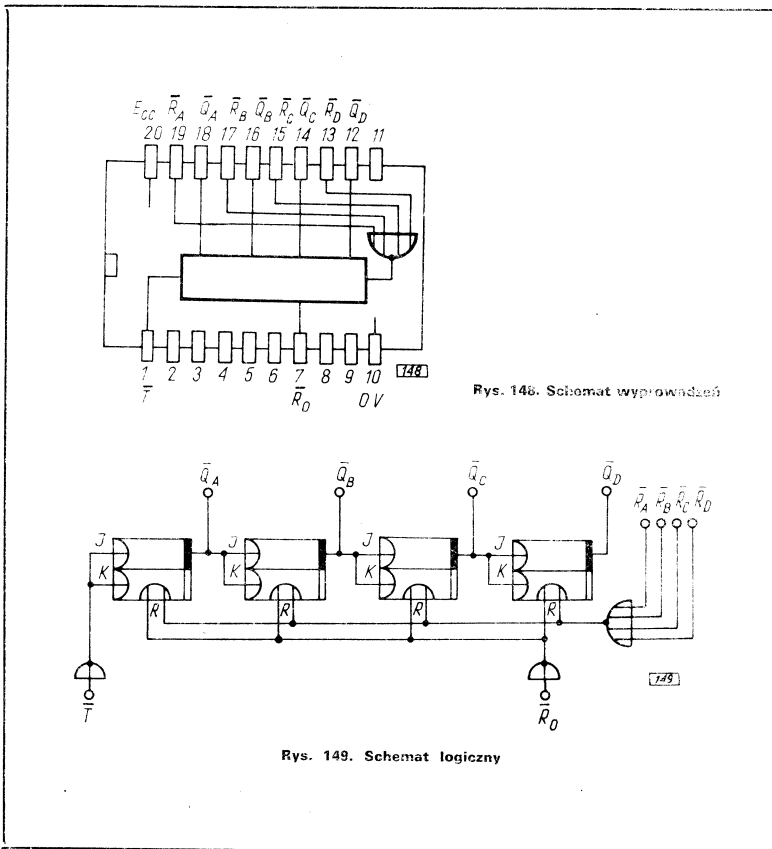 E_CC R̄_A Q̄_A R̄_B Q̄_B R̄_C Q̄_C R̄_D Q̄_D
20 19 18 17 16 15 14 13 12 11
1 2 3 4 5 6 7 8 9 10
T̄ R̄_0 0 V
148
Rys. 148. Schemat wyprowadzeń
Q̄_A Q̄_B Q̄_C Q̄_D
R̄_A R̄_B R̄_C R̄_D
J J J J
K K K K
R R R R
149
T̄ R̄_0
Rys. 149. Schemat logiczny